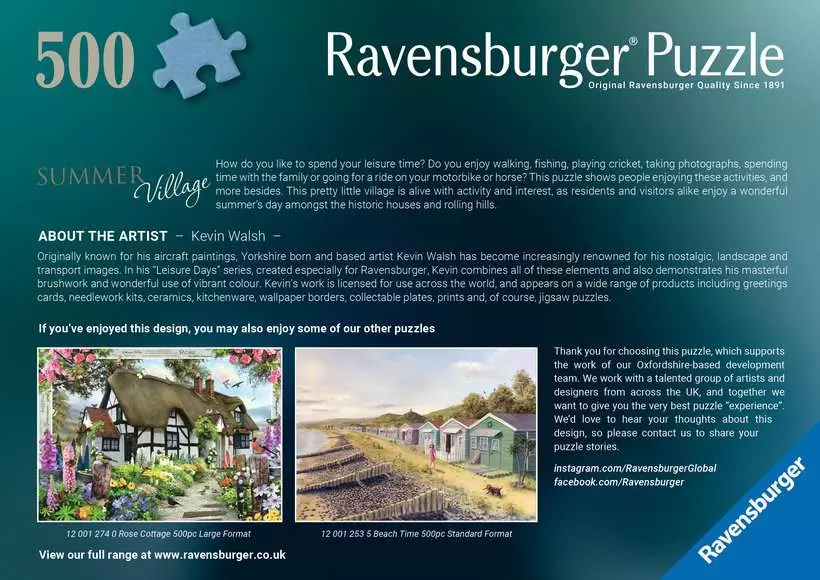 500
Ravensburger® Puzzle
Original Ravensburger Quality Since 1891
SUMMER Village
How do you like to spend your leisure time? Do you enjoy walking, fishing, playing cricket, taking photographs, spending
time with the family or going for a ride on your motorbike or horse? This puzzle shows people enjoying these activities, and
more besides. This pretty little village is alive with activity and interest, as residents and visitors alike enjoy a wonderful
summer's day amongst the historic houses and rolling hills.
ABOUT THE ARTIST – Kevin Walsh –
Originally known for his aircraft paintings, Yorkshire born and based artist Kevin Walsh has become increasingly renowned for his nostalgic, landscape and
transport images. In his "Leisure Days" series, created especially for Ravensburger, Kevin combines all of these elements and also demonstrates his masterful
brushwork and wonderful use of vibrant colour. Kevin's work is licensed for use across the world, and appears on a wide range of products including greetings
cards, needlework kits, ceramics, kitchenware, wallpaper borders, collectable plates, prints and, of course, jigsaw puzzles.
If you've enjoyed this design, you may also enjoy some of our other puzzles
12 001 274 0 Rose Cottage 500pc Large Format
12 001 253 5 Beach Time 500pc Standard Format
Thank you for choosing this puzzle, which supports
the work of our Oxfordshire-based development
team. We work with a talented group of artists and
designers from across the UK, and together we
want to give you the very best puzzle "experience".
We'd love to hear your thoughts about this
design, so please contact us to share your
puzzle stories.
instagram.com/RavensburgerGlobal
facebook.com/Ravensburger
Ravensburger
View our full range at www.ravensburger.co.uk